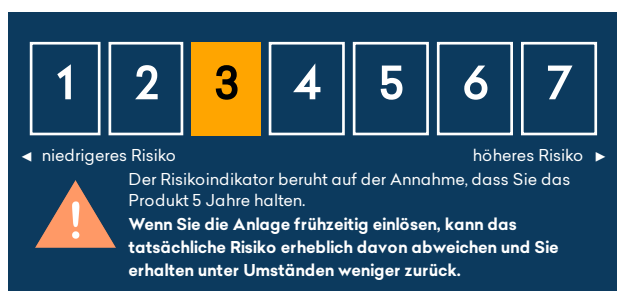 1 2 3 4 5 6 7
◄ niedrigeres Risiko höheres Risiko ►
Der Risikoindikator beruht auf der Annahme, dass Sie das
Produkt 5 Jahre halten.
!
Wenn Sie die Anlage frühzeitig einlösen, kann das
tatsächliche Risiko erheblich davon abweichen und Sie
erhalten unter Umständen weniger zurück.